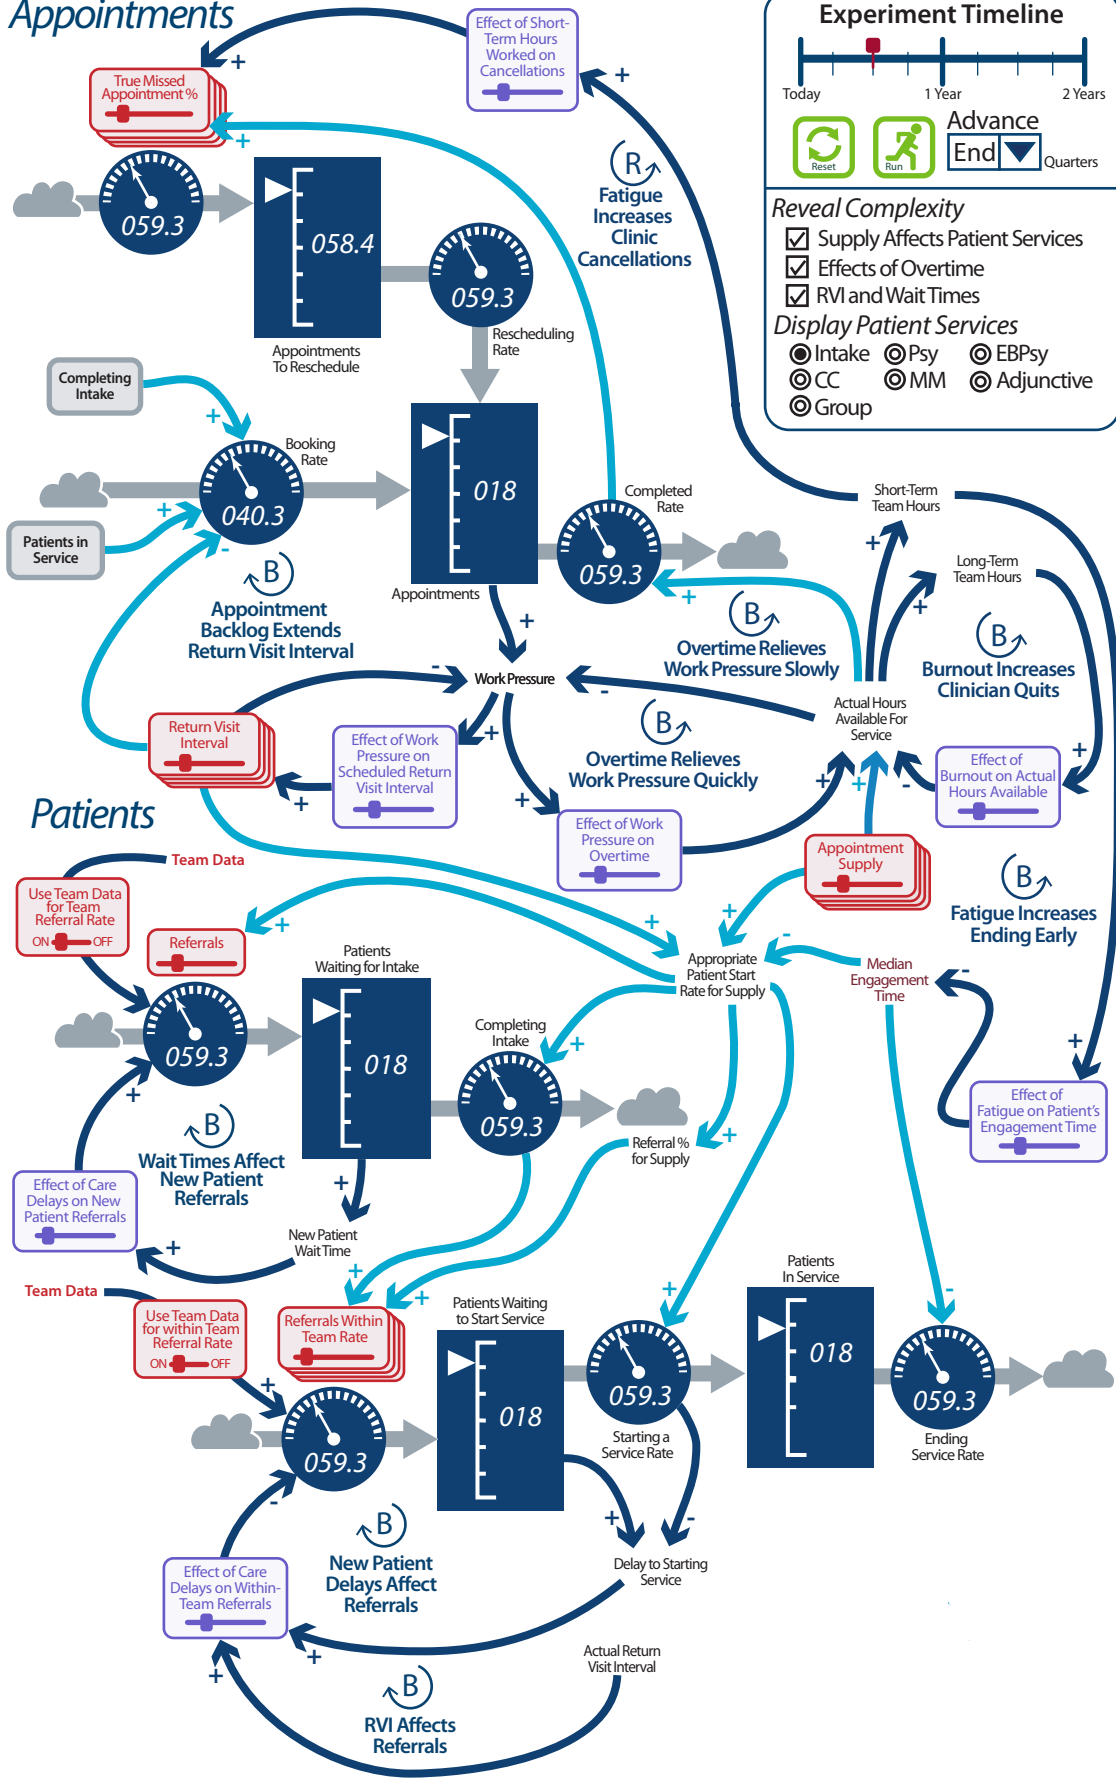 Appointments
Effect of Short-
Term Hours
Worked on
Cancellations
+
+
True Missed
Appointment %
+
059.3
058.4
Appointments
To Reschedule
059.3
Rescheduling
Rate
R
Fatigue
Increases
Clinic
Cancellations
Experiment Timeline
Today
1 Year
2 Years
Reset
Run
Advance
End
Quarters
Reveal Complexity
Supply Affects Patient Services
Effects of Overtime
RVI and Wait Times
Display Patient Services
Intake
Psy
EBPsy
CC
MM
Adjunctive
Group
Completing
Intake
+
Booking
Rate
040.3
+
-
Patients in
Service
018
Appointments
Completed
Rate
059.3
+
B
Appointment
Backlog Extends
Return Visit Interval
+
-
Work Pressure
-
B
Overtime Relieves
Work Pressure Slowly
Short-Term
Team Hours
+
Long-Term
Team Hours
+
B
Burnout Increases
Clinician Quits
Actual Hours
Available For
Service
B
Overtime Relieves
Work Pressure Quickly
Return Visit
Interval
+
Effect of Work
Pressure on
Scheduled Return
Visit Interval
+
+
Effect of Work
Pressure on
Overtime
+
+
-
Effect of
Burnout on Actual
Hours Available
+
Appointment
Supply
B
Fatigue Increases
Ending Early
Patients
Team Data
Use Team Data
for Team
Referral Rate
ON
OFF
Referrals
+
Patients
Waiting for Intake
018
059.3
+
B
Wait Times Affect
New Patient
Referrals
Effect of Care
Delays on New
Patient Referrals
+
+
New Patient
Wait Time
Completing
Intake
059.3
+
+
+
-
Appropriate
Patient Start
Rate for Supply
Median
Engagement
Time
-
+
Effect of
Fatigue on Patient's
Engagement Time
Referral %
for Supply
+
Team Data
Use Team Data
for within Team
Referral Rate
ON
OFF
+
+
+
Referrals Within
Team Rate
059.3
Patients Waiting
to Start Service
018
+
059.3
Starting a
Service Rate
Patients
In Service
018
-
059.3
Ending
Service Rate
-
B
New Patient
Delays Affect
Referrals
+
-
Delay to Starting
Service
Effect of Care
Delays on Within-
Team Referrals
+
+
Actual Return
Visit Interval
B
RVI Affects
Referrals